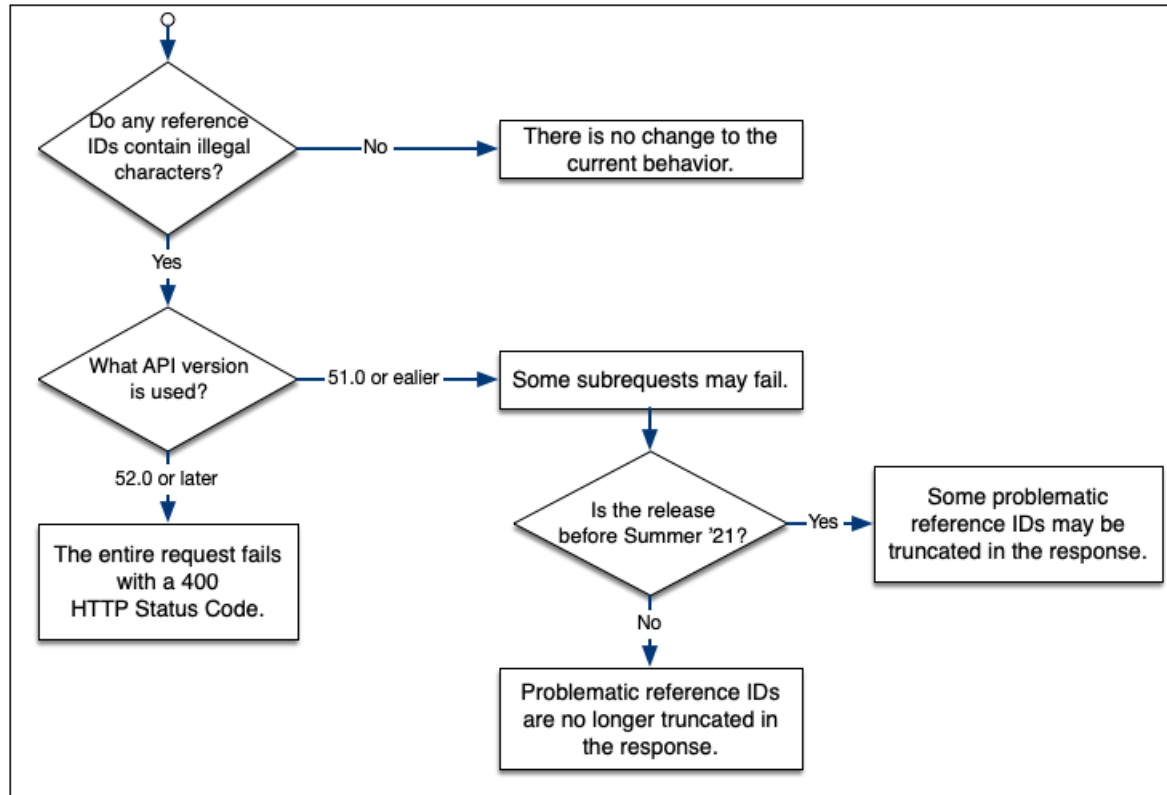 Do any reference
IDs contain illegal
characters?
No
There is no change to the
current behavior.
Yes
What API version
is used?
51.0 or ealier
Some subrequests may fail.
52.0 or later
The entire request fails
with a 400
HTTP Status Code.
Is the release
before Summer '21?
Yes
Some problematic
reference IDs may be
truncated in the response.
No
Problematic reference IDs
are no longer truncated in
the response.